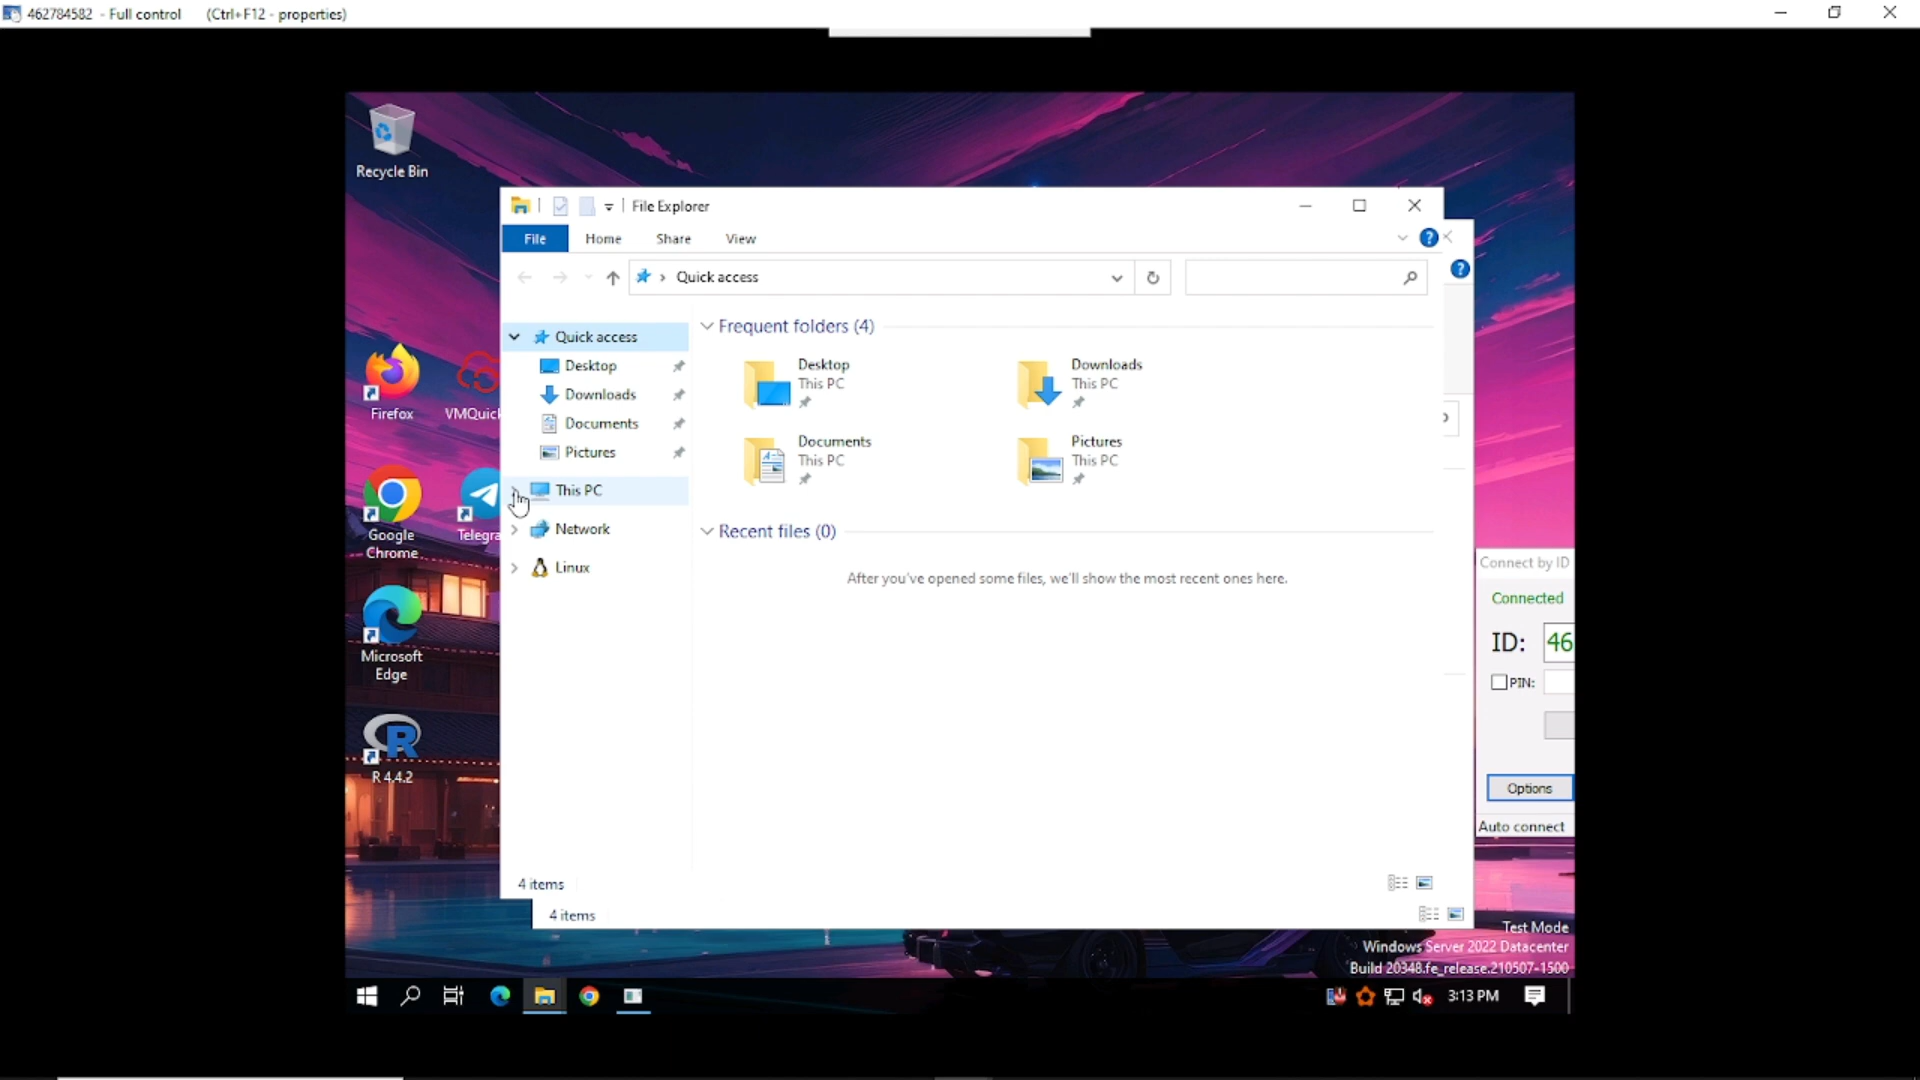 462784582 - Full control (Ctrl+F12 - properties)
Recycle Bin
File Explorer
File Home Share View
Quick access
Quick access
Desktop
Downloads
Documents
Pictures
This PC
Network
Linux
Frequent folders (4)
Desktop
This PC
Downloads
This PC
Documents
This PC
Pictures
This PC
Recent files (0)
After you've opened some files, we'll show the most recent ones here.
4 items
4 items
Firefox
VMQuick
Google
Chrome
Telegra
Microsoft
Edge
R 4.4.2
Connect by ID
Connected
ID: 46
PIN:
Options
Auto connect
Test Mode
Windows Server 2022 Datacenter
Build 20348.fe_release.210507-1500
3:13 PM